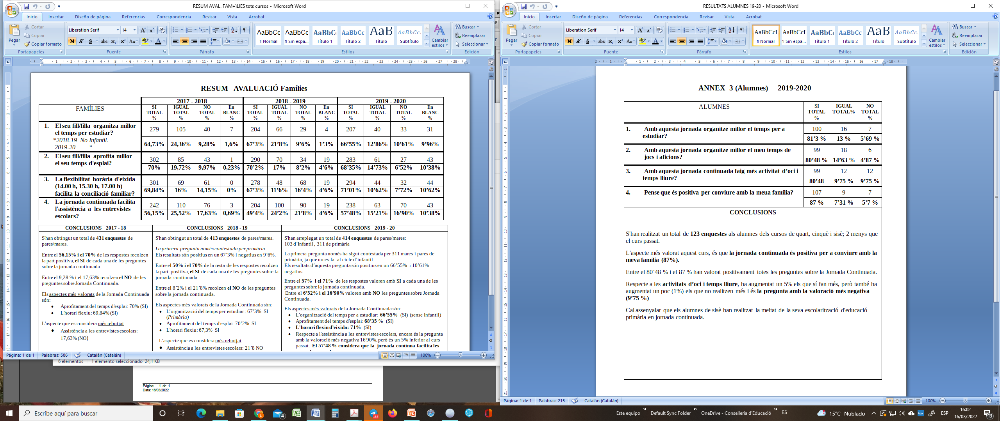 RESUM AVAL. FAM+ìLIES tots cursos - Microsoft Word
Inicio Insertar Diseño de página Referencias Correspondencia Revisar Vista Acrobat
Pegar
Cortar
Copiar
Copiar formato
Portapapeles
Liberation Serif 14
Fuente
Párrafo
AaBbCc AaBbCc AaBbC AaBbCc AaB AaBbCc
¶ Normal ¶ Sin espa... Título 1 Título 2 Título Subtítulo
Cambiar estilos
Estilos
Buscar
Reemplazar
Seleccionar
Edición
RESUM AVALUACIÓ Famílies
2017 - 2018 2018 - 2019 2019 - 2020
FAMÍLIES
SI TOTAL % IGUAL TOTAL % NO TOTAL % En BLANC % SI TOTAL % IGUAL TOTAL % NO TOTAL % En BLANC % SI TOTAL % IGUAL TOTAL % NO TOTAL % En BLANC %
1. El seu fill/filla organitza millor
el temps per estudiar?
*2018-19 No Infantil.
2019-20 “
279 105 40 7 204 66 29 4 207 40 33 31
64,73% 24,36% 9,28% 1,6% 67’3% 21’8% 9’6% 1’3% 66’55% 12’86% 10’61% 9’96%
2. El seu fill/filla aprofita millor
el seu temps d'esplai?
302 85 43 1 290 70 34 19 283 61 27 43
70% 19,72% 9,97% 0,23% 70’2% 17% 8’2% 4’6% 68’35% 14’73% 6’52% 10’38%
3. La flexibilitat horària d'eixida
(14.00 h, 15.30 h, 17.00 h)
facilita la conciliació familiar?
301 69 61 0 278 48 68 19 294 44 32 44
69,84% 16% 14,15% 0% 67’3% 11’6% 16’4% 4’6% 71’01% 10’62% 7’72% 10’62%
4. La jornada continuada facilita
l'assistència a les entrevistes
escolars?
242 110 76 3 204 100 90 19 238 63 70 43
56,15% 25,52% 17,63% 0,69% 49’4% 24’2% 21’8% 4’6% 57’48% 15’21% 16’90% 10’38%
CONCLUSIONS 2017 - 18
S'han obtingut un total de 431 enquestes de
pares/mares.
Entre el 56,15% i el 70% de les respostes recolzen
la part positiva, el SI de cada una de les preguntes
sobre la jornada continuada.
Entre el 9,28 % i el 17,63% recolzen el NO de les
preguntes sobre Jornada Continuada.
Els aspectes més valorats de la Jornada Continuada
són:
• Aprofitament del temps d'esplai: 70% (SI)
• L'horari flexiu: 69,84% (SI)
L'aspecte que es considera més rebutjat:
• Assistència a les entrevistes escolars:
17,63% (NO)
CONCLUSIONS 2018 - 19
S'han obtingut un total de 413 enquestes de pares/mares.
La primera pregunta només contestada per primària.
Els resultats són positius en un 67’3% i negatius en 9’6%.
Entre el 50% i el 70% de la resta de les respostes recolzen
la part positiva, el SI de cada una de les preguntes sobre la
jornada continuada.
Entre el 8’2% i el 21’8% recolzen el NO de les preguntes
sobre la jornada continuada.
Els aspectes més valorats de la Jornada Continuada són:
• L’organització del temps per estudiar : 67’3% SI
(Primària)
• Aprofitament del temps d'esplai: 70’2% SI
• L'horari flexiu: 67,3% SI
L’aspecte que es considera més rebutjat:
• Assistència a les entrevistes escolars: 21’8 NO
CONCLUSIONS 2019 - 20
S'han arreplegat un total de 414 enquestes de pares/mares:
103 d’Infantil , 311 de primària
La primera pregunta només ha sigut contestada per 311 mares i pares de
primària, ja que no es fa al cicle d’infantil.
Els resultats d’aquesta pregunta són positius en un 66’55% i 10’61%
negatius.
Entre el 57% i el 71% de les respostes valoren amb SI a cada una de les
preguntes sobre la jornada continuada.
Entre el 6’52% i el 16’90% valoren amb NO les preguntes sobre Jornada
Continuada.
Els aspectes més valorats de la Jornada Continuada són:
• L’organització del temps per a estudiar: 66’55% (SI) (sense Infantil)
• Aprofitament del temps d'esplai: 68’35 % (SI)
• L'horari flexiu d’eixida: 71% (SI)
• Respecte a l'assistència a les entrevistes escolars, encara és la pregunta
amb la valoració més negativa 16'90%, però és un 5% inferior al curs
passat. El 57’48 % considera que la jornada contínua facilita les
Página: 1 de 1 Palabras: 586 Catalán (Catalán) 100%
6 elementos 1 elemento seleccionado 24,1 KB
Pàgina: 1 de 1
Data: 16/03/2022
RESULTATS ALUMNES 19-20 - Microsoft Word
Inicio Insertar Diseño de página Referencias Correspondencia Revisar Vista Acrobat
Pegar
Cortar
Copiar
Copiar formato
Portapapeles
Liberation Serif 14
Fuente
Párrafo
AaBbCcI AaBbCcI AaBbC AaBbCc AaB AaBbCc
¶ Normal ¶ Sin espa... Título 1 Título 2 Título Subtítulo
Cambiar estilos
Estilos
Buscar
Reemplazar
Seleccionar
Edición
ANNEX 3 (Alumnes) 2019-2020
ALUMNES
SI TOTAL % IGUAL TOTAL% NO TOTAL %
1. Amb aquesta jornada organitze millor el temps per a
estudiar?
100 16 7
81’3 % 13 % 5’69 %
2. Amb aquesta jornada organitze millor el meu temps de
jocs i aficions?
99 18 6
80’48 % 14’63 % 4’87 %
3. Amb aquesta jornada continuada faig més activitat d’oci i
temps lliure?
99 12 12
80’48 9’75 % 9’75 %
4. Pense que és positiva per conviure amb la meua família?
107 9 7
87 % 7’31 % 5’7 %
CONCLUSIONS
S'han realitzat un total de 123 enquestes als alumnes dels cursos de quart, cinquè i sisè; 2 menys que
el curs passat.
L'aspecte més valorat aquest curs, és que la jornada continuada és positiva per a conviure amb la
meva família (87%).
Entre el 80’48 % i el 87 % han valorat positivament totes les preguntes sobre la Jornada Continuada.
Respecte a les activitats d’oci i temps lliure, ha augmentat un 5% els que sí fan més, però també ha
augmentat un poc (1%) els que no realitzen més i és la pregunta amb la valoració més negativa
(9’75 %)
Cal assenyalar que els alumnes de sisè han realitzat la meitat de la seva escolarització d'educació
primària en jornada continuada.
Página: 1 de 1 Palabras: 215 Catalán (Catalán) 100%
Escribe aquí para buscar
Este equipo Default Sync Folder OneDrive - Conselleria d'Educació ES
15°C Nublado ESP 16:02
16/03/2022